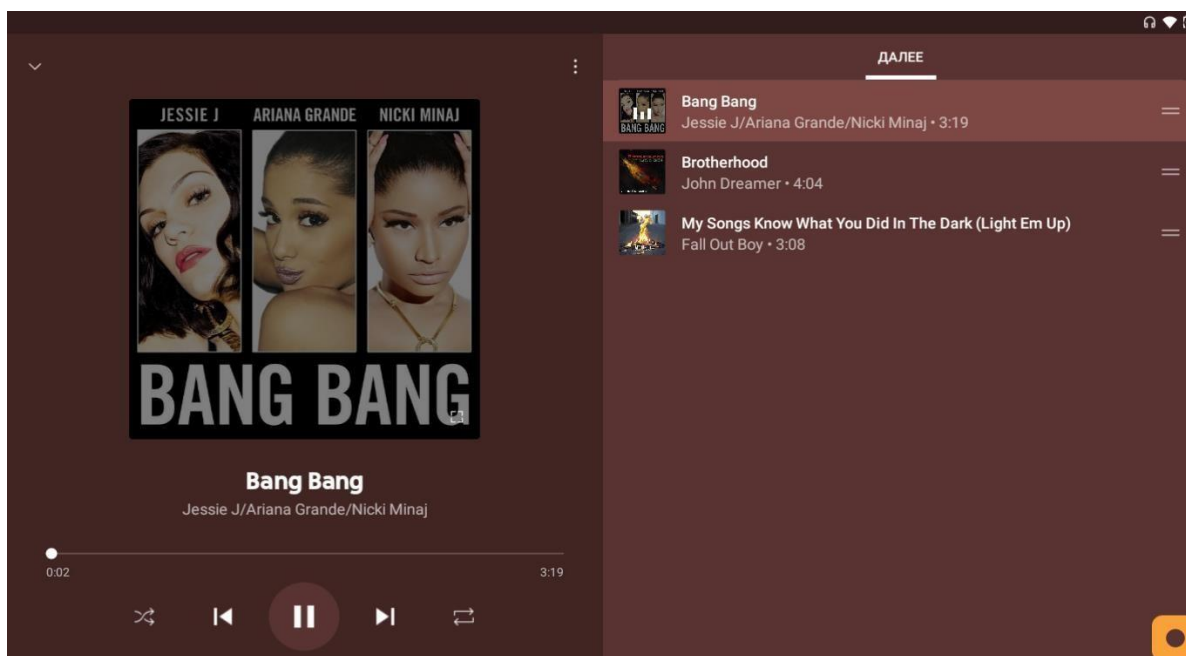 JESSIE J ARIANA GRANDE NICKI MINAJ
BANG BANG
Bang Bang
Jessie J/Ariana Grande/Nicki Minaj
0:02 3:19
ДАЛЕЕ
BANG BANG
Bang Bang
Jessie J/Ariana Grande/Nicki Minaj • 3:19
Brotherhood
John Dreamer • 4:04
My Songs Know What You Did In The Dark (Light Em Up)
Fall Out Boy • 3:08